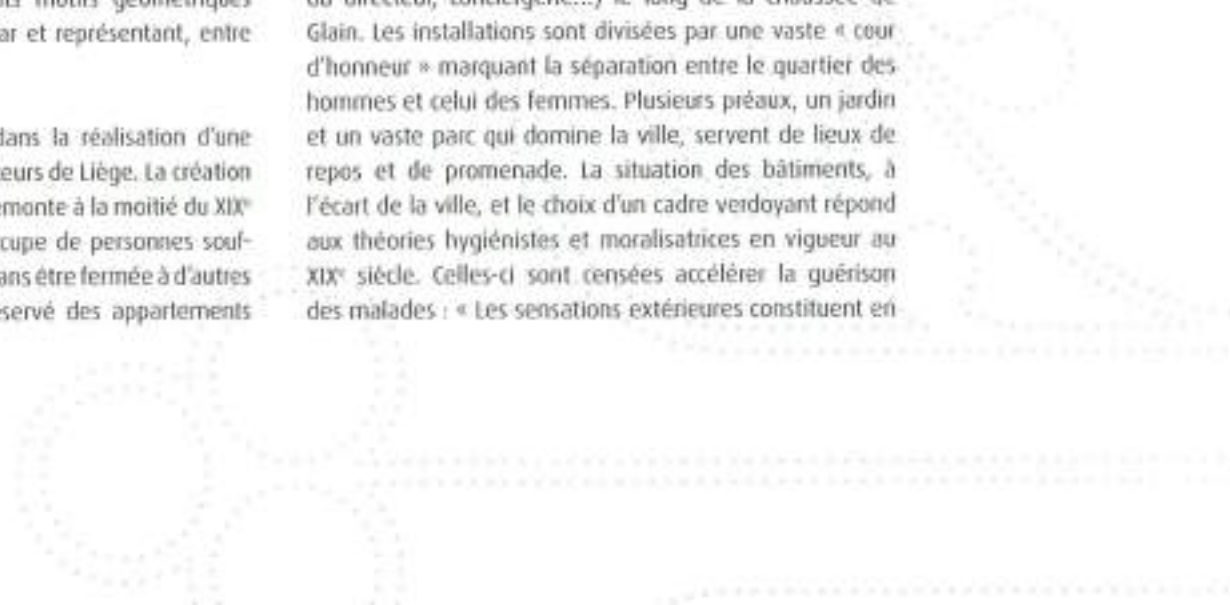 ar et représentant, entre
dans la réalisation d'une
eurs de Liège. La création
emonte à la moitié du XIXᵉ
cupe de personnes souf-
ans être fermée à d'autres
servé des appartements
Glain. Les installations sont divisées par une vaste « cour
d'honneur » marquant la séparation entre le quartier des
hommes et celui des femmes. Plusieurs préaux, un jardin
et un vaste parc qui domine la ville, servent de lieux de
repos et de promenade. La situation des bâtiments, à
l'écart de la ville, et le choix d'un cadre verdoyant répond
aux théories hygiénistes et moralisatrices en vigueur au
XIXᵉ siècle. Celles-ci sont censées accélérer la guérison
des malades : « Les sensations extérieures constituent en